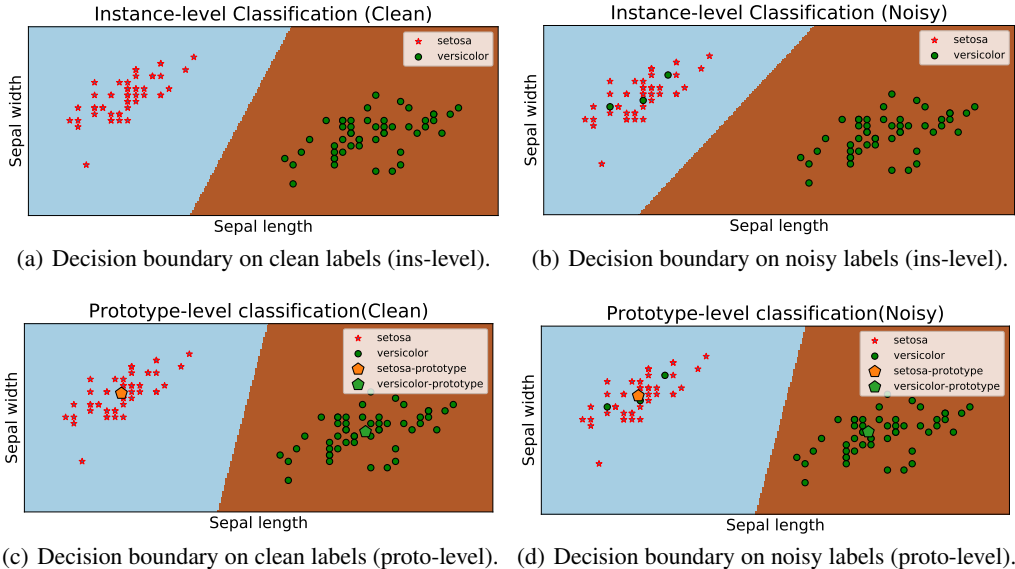 Instance-level Classification (Clean)
setosa
versicolor
Sepal width
Sepal length
(a) Decision boundary on clean labels (ins-level).
Instance-level Classification (Noisy)
setosa
versicolor
Sepal width
Sepal length
(b) Decision boundary on noisy labels (ins-level).
Prototype-level classification(Clean)
setosa
versicolor
setosa-prototype
versicolor-prototype
Sepal width
Sepal length
(c) Decision boundary on clean labels (proto-level).
Prototype-level classification(Noisy)
setosa
versicolor
setosa-prototype
versicolor-prototype
Sepal width
Sepal length
(d) Decision boundary on noisy labels (proto-level).